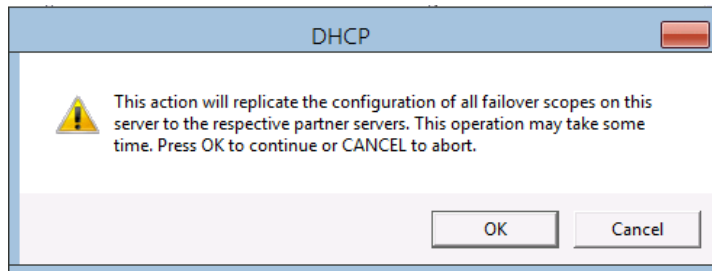 DHCP
This action will replicate the configuration of all failover scopes on this
server to the respective partner servers. This operation may take some
time. Press OK to continue or CANCEL to abort.
OK
Cancel